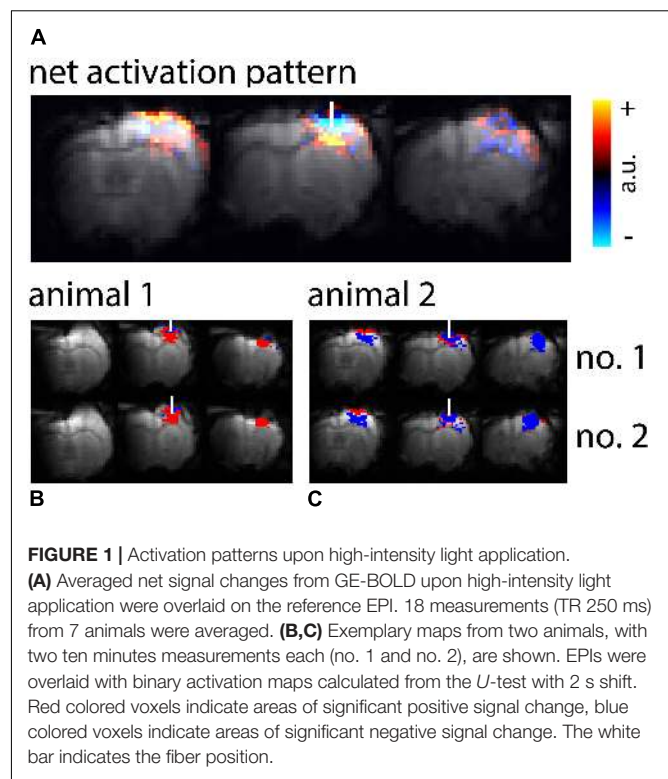 A
net activation pattern
+
a.u.
-
animal 1
animal 2
no. 1
no. 2
B
C
FIGURE 1 | Activation patterns upon high-intensity light application.
(A) Averaged net signal changes from GE-BOLD upon high-intensity light
application were overlaid on the reference EPI. 18 measurements (TR 250 ms)
from 7 animals were averaged. (B,C) Exemplary maps from two animals, with
two ten minutes measurements each (no. 1 and no. 2), are shown. EPIs were
overlaid with binary activation maps calculated from the U-test with 2 s shift.
Red colored voxels indicate areas of significant positive signal change, blue
colored voxels indicate areas of significant negative signal change. The white
bar indicates the fiber position.